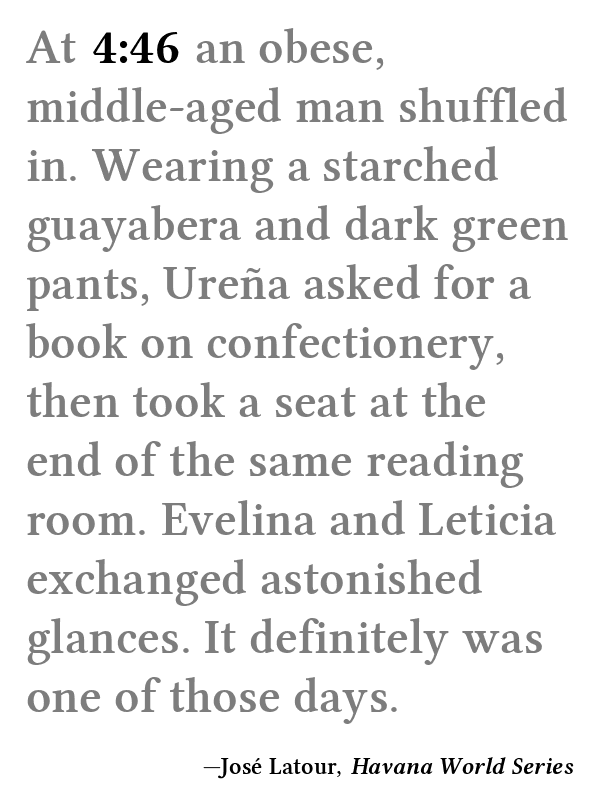 At 4:46 an obese,
middle-aged man shuffled
in. Wearing a starched
guayabera and dark green
pants, Ureña asked for a
book on confectionery,
then took a seat at the
end of the same reading
room. Evelina and Leticia
exchanged astonished
glances. It definitely was
one of those days.
—José Latour, Havana World Series